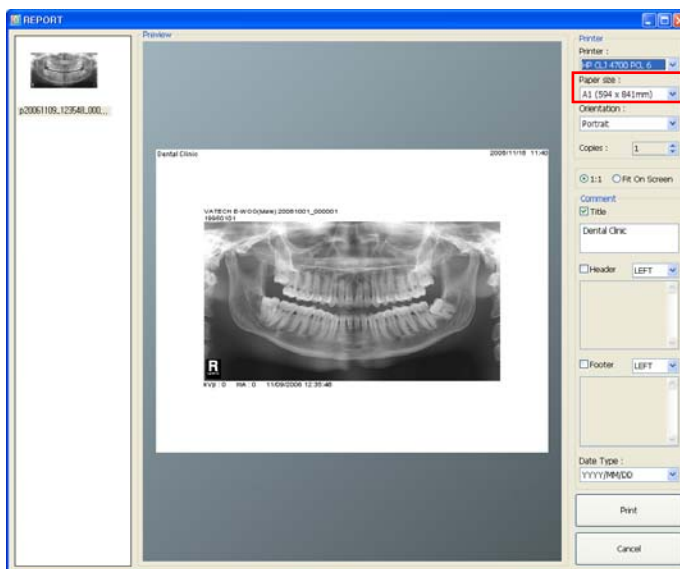 REPORT
p20061109_123548_000...
Preview
Dental Clinic
2006/11/16 11:40
VATECH E-WOO(Male) 20061001_000001
19960101
R
kVp : 0 MA : 0 11/09/2006 12:35:48
Printer
Printer :
HP CLJ 4700 PCL 6
Paper size :
A1 (594 x 841mm)
Orientation :
Portrait
Copies :
1
1:1 Fit On Screen
Comment
Title
Dental Clinic
Header LEFT
Footer LEFT
Date Type :
YYYY/MM/DD
Print
Cancel